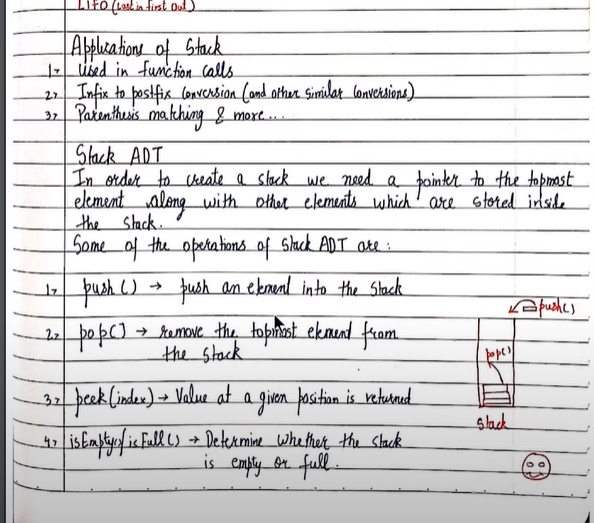 LIFO (Last in first Out)
Applications of Stack
1→ Used in function calls
2→ Infix to postfix Conversion (and other similar Conversions)
3→ Parenthesis matching & more...
Stack ADT
In order to create a stack we need a pointer to the topmost
element along with other elements which are stored inside
the stack.
Some of the operations of Stack ADT are :
1→ push () → push an element into the Stack
2→ pop() → remove the topmost element from
the stack
3→ peek (index) → Value at a given position is returned
4→ isEmpty()/isFull() → Determine whether the stack
is empty or full.
push()
pop()
Stack